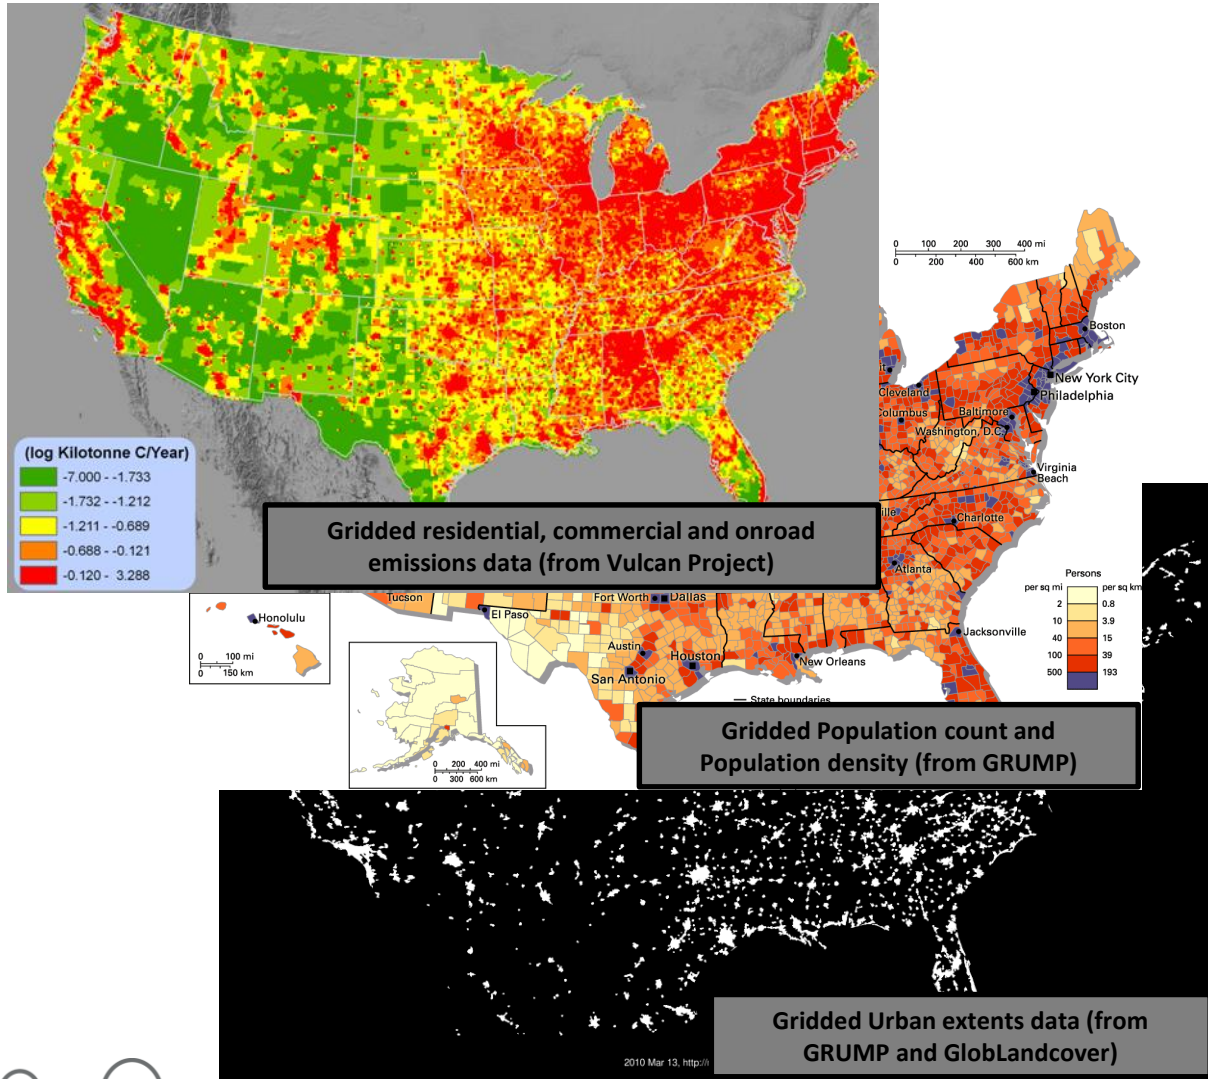 (log Kilotonne C/Year)
-7.000 - -1.733
-1.732 - -1.212
-1.211 - -0.689
-0.688 - -0.121
-0.120 - 3.288
Gridded residential, commercial and onroad
emissions data (from Vulcan Project)
0 100 200 300 400 mi
0 200 400 600 km
Boston
New York City
Philadelphia
Cleveland
Columbus
Baltimore
Washington, D.C.
Virginia
Beach
Charlotte
Atlanta
Jacksonville
Persons
per sq mi per sq km
2 0.8
10 3.9
40 15
100 39
500 193
Tucson
El Paso
Fort Worth
Dallas
Austin
Houston
San Antonio
New Orleans
State boundaries
Honolulu
0 100 mi
0 150 km
0 200 400 mi
0 300 600 km
Gridded Population count and
Population density (from GRUMP)
Gridded Urban extents data (from
GRUMP and GlobLandcover)
2010 Mar 13, http://